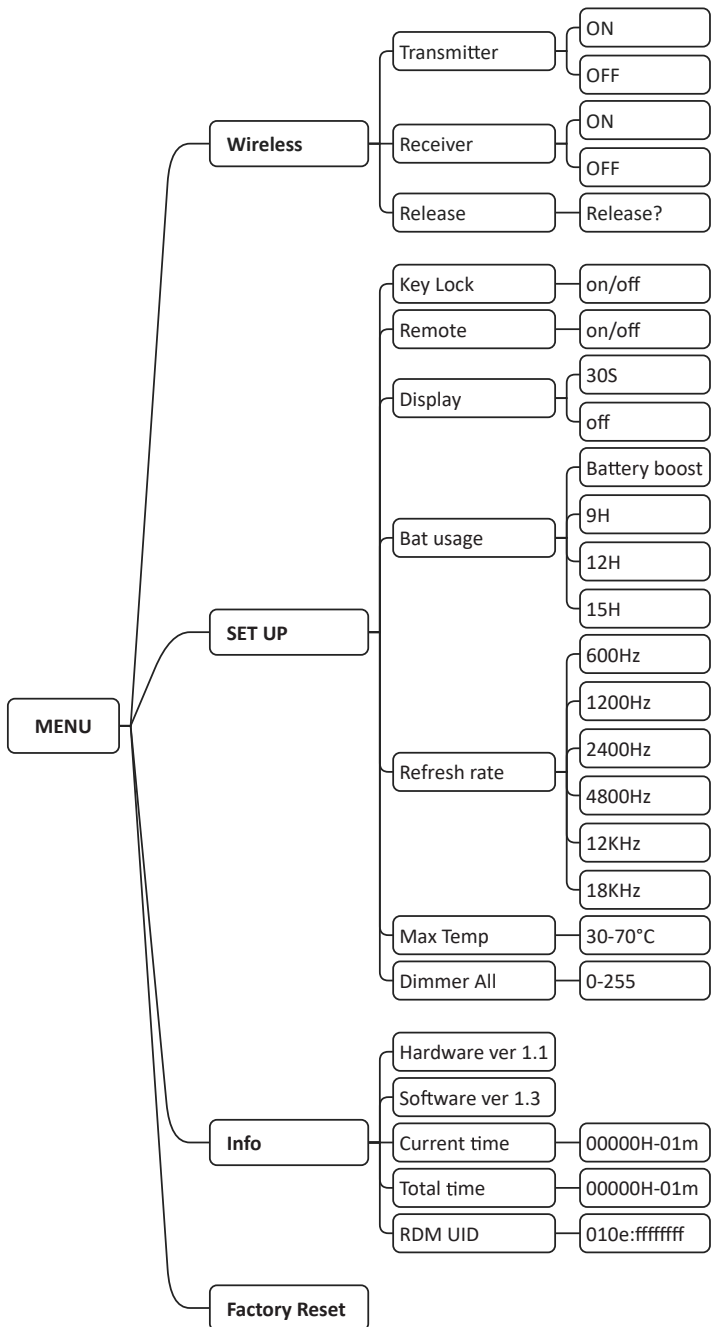 ON
Transmitter
OFF
ON
Wireless
Receiver
OFF
Release
Release?
Key Lock
on/off
Remote
on/off
30S
Display
off
Battery boost
9H
Bat usage
12H
15H
SET UP
600Hz
1200Hz
MENU
2400Hz
Refresh rate
4800Hz
12KHz
18KHz
Max Temp
30-70°C
Dimmer All
0-255
Hardware ver 1.1
Software ver 1.3
Info
Current time
00000H-01m
Total time
00000H-01m
RDM UID
010e:ffffffff
Factory Reset